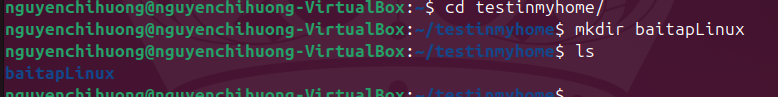 nguyenchihuong@nguyenchihuong-VirtualBox:~$ cd testinmyhome/
nguyenchihuong@nguyenchihuong-VirtualBox:~/testinmyhome$ mkdir baitapLinux
nguyenchihuong@nguyenchihuong-VirtualBox:~/testinmyhome$ ls
baitapLinux
nguyenchihuong@nguyenchihuong-VirtualBox:~/testinmyhome$